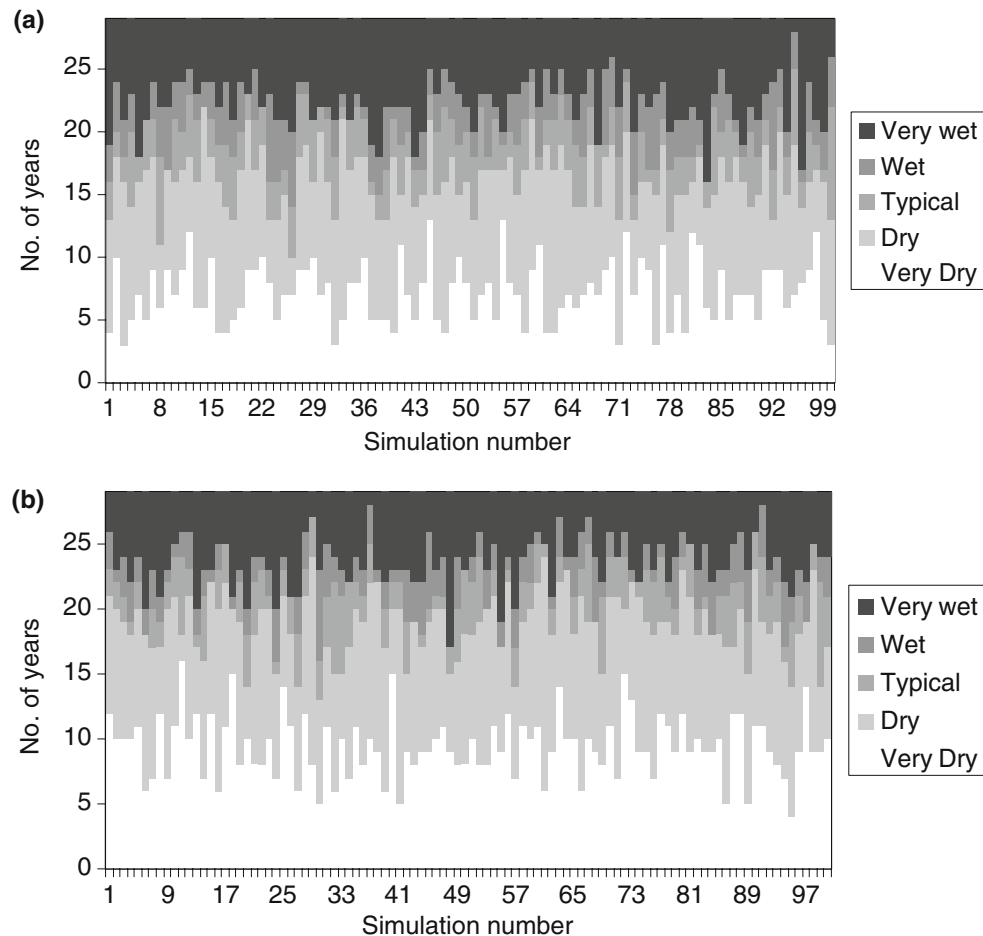 (a)
No. of years
25
20
15
10
5
0
1 8 15 22 29 36 43 50 57 64 71 78 85 92 99
Simulation number
Very wet
Wet
Typical
Dry
Very Dry
(b)
No. of years
25
20
15
10
5
0
1 9 17 25 33 41 49 57 65 73 81 89 97
Simulation number
Very wet
Wet
Typical
Dry
Very Dry